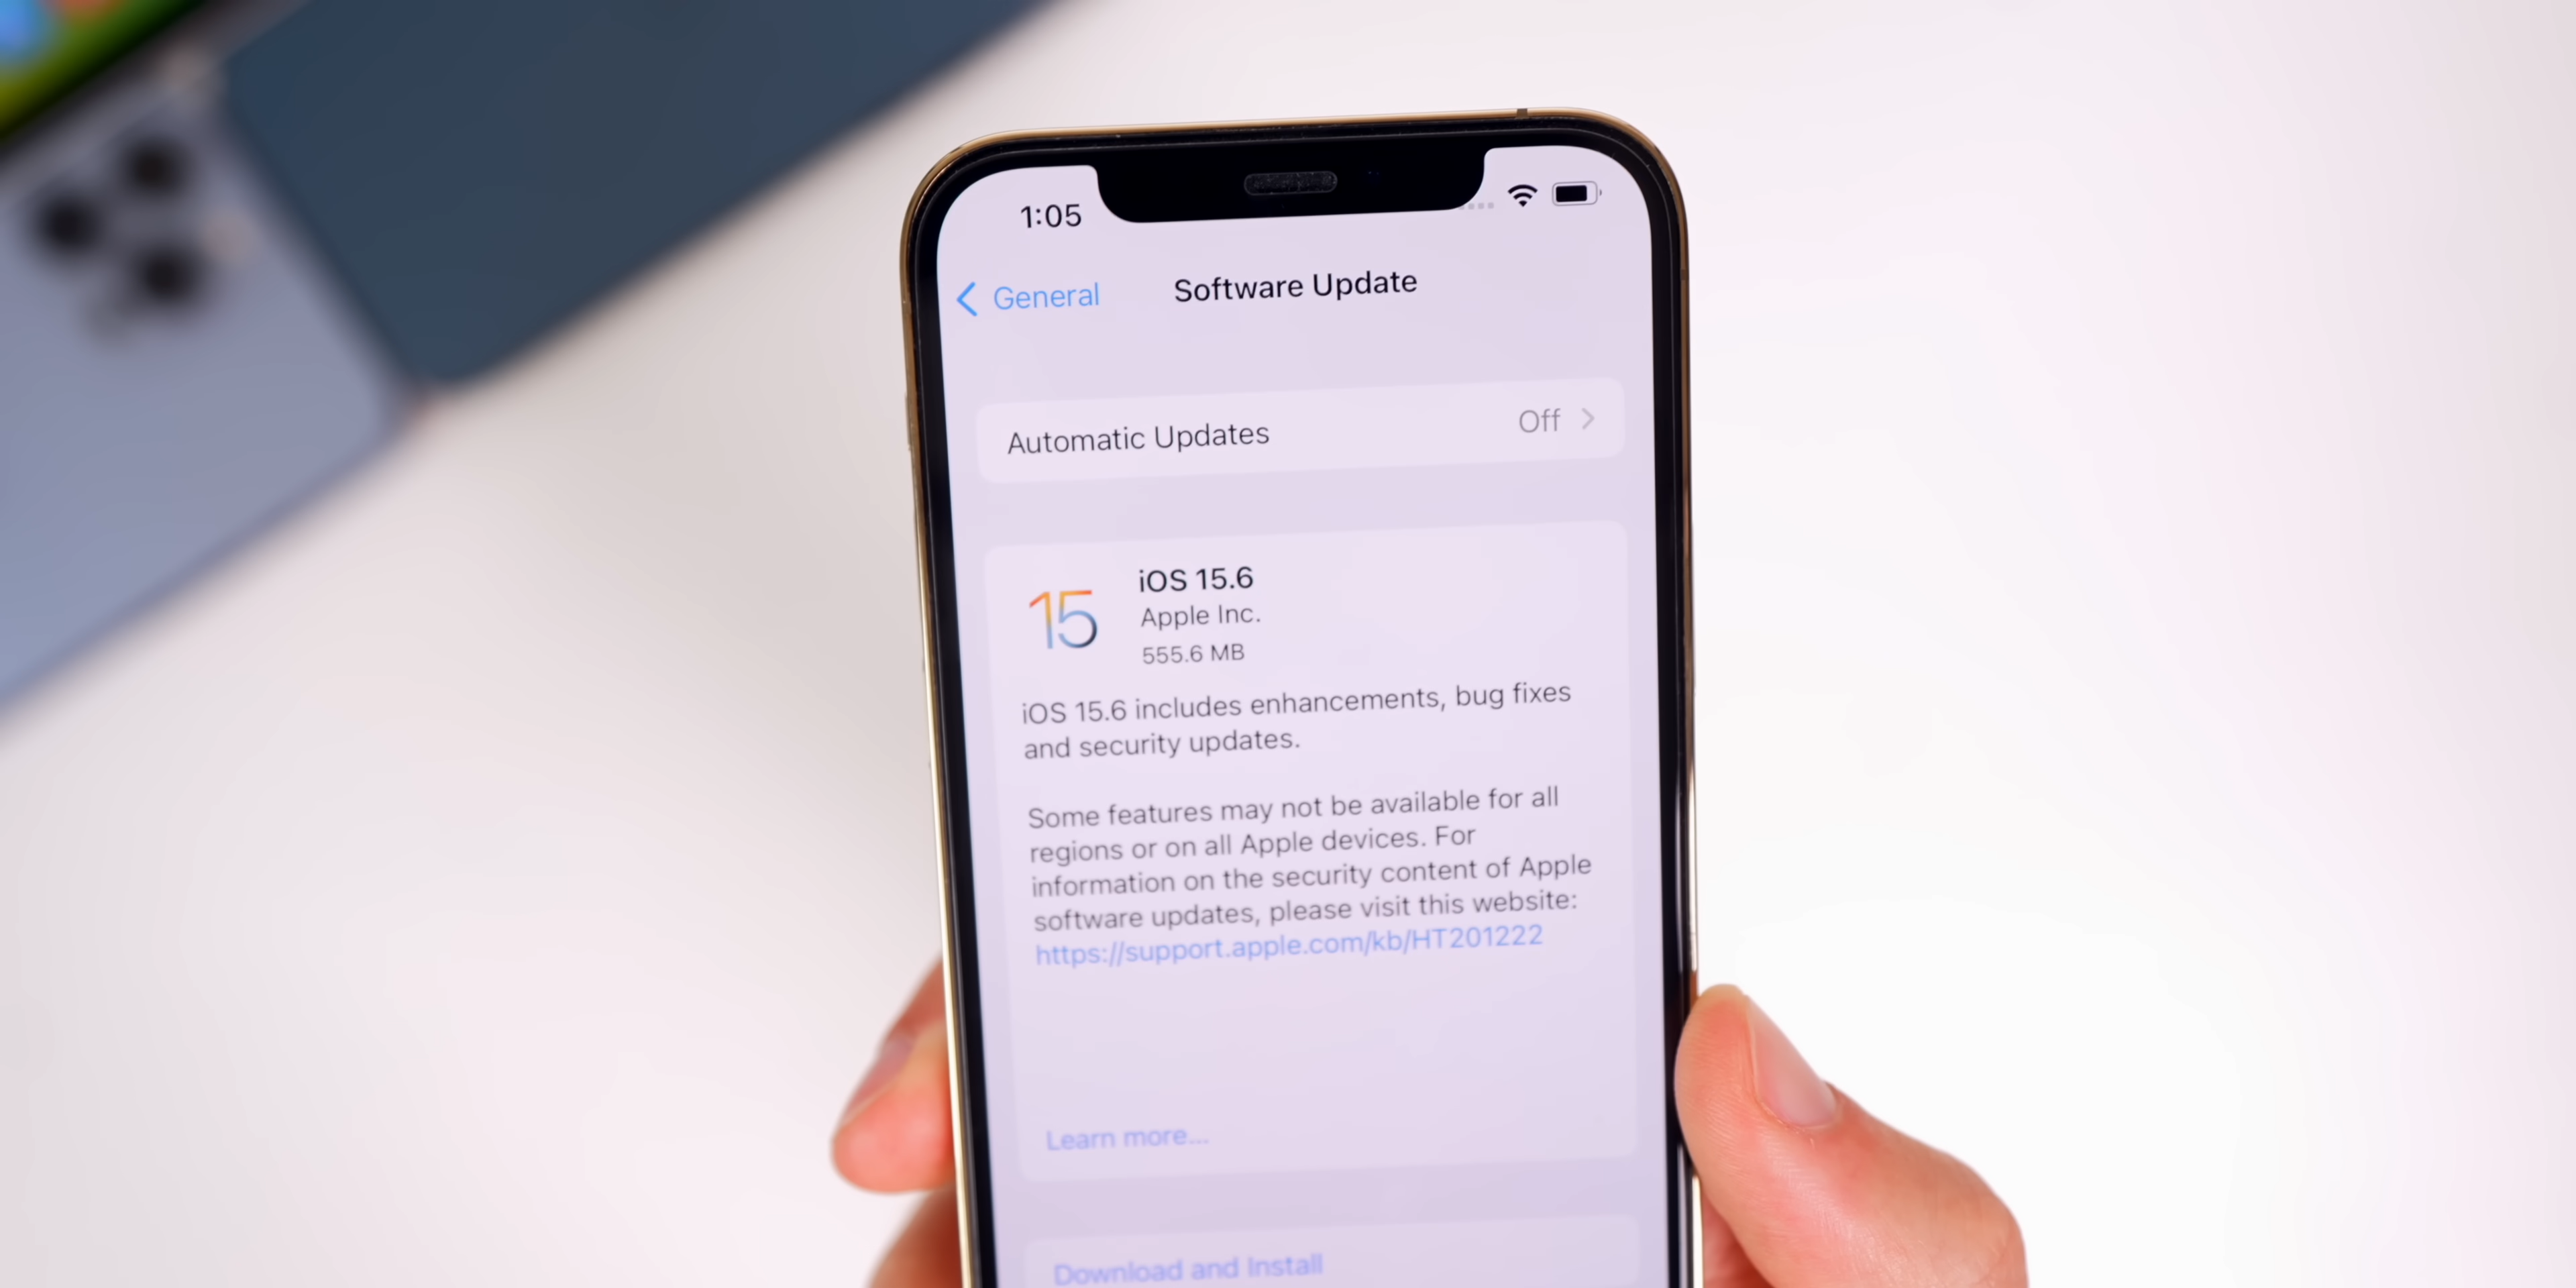 1:05
General
Software Update
Automatic Updates
Off
15
iOS 15.6
Apple Inc.
555.6 MB
iOS 15.6 includes enhancements, bug fixes
and security updates.
Some features may not be available for all
regions or on all Apple devices. For
information on the security content of Apple
software updates, please visit this website:
https://support.apple.com/kb/HT201222
Learn more...
Download and Install